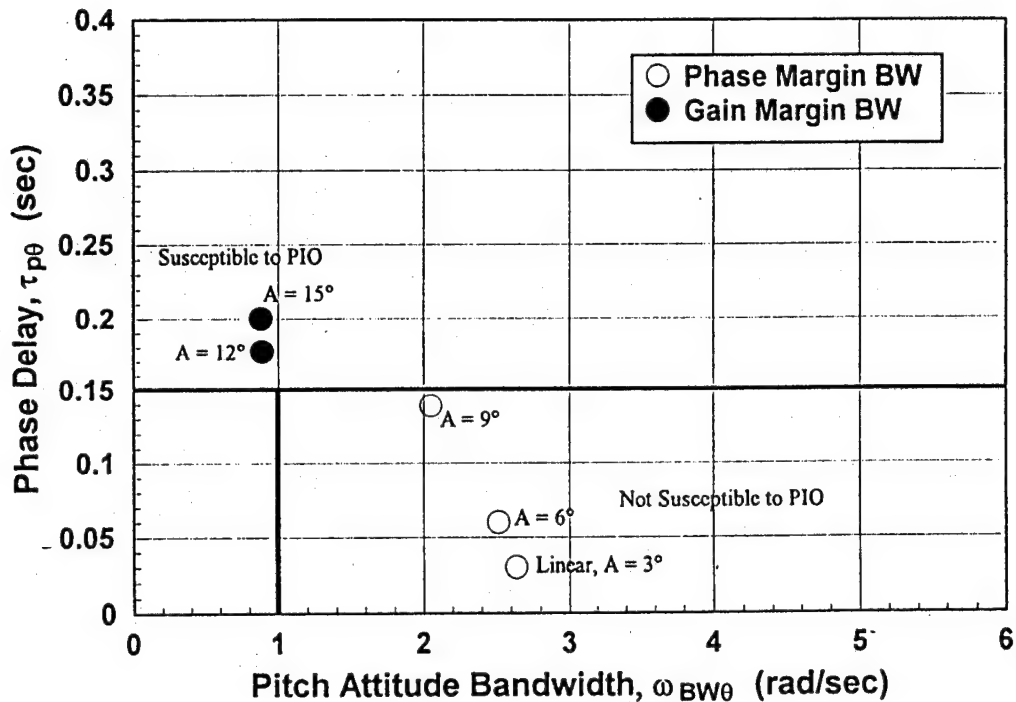 0.4
0.35
0.3
0.25
0.2
0.15
0.1
0.05
0
Phase Delay, τpθ (sec)
Phase Margin BW
Gain Margin BW
Susceptible to PIO
A = 15°
A = 12°
A = 9°
Not Susceptible to PIO
A = 6°
Linear, A = 3°
0 1 2 3 4 5 6
Pitch Attitude Bandwidth, ωBWθ (rad/sec)